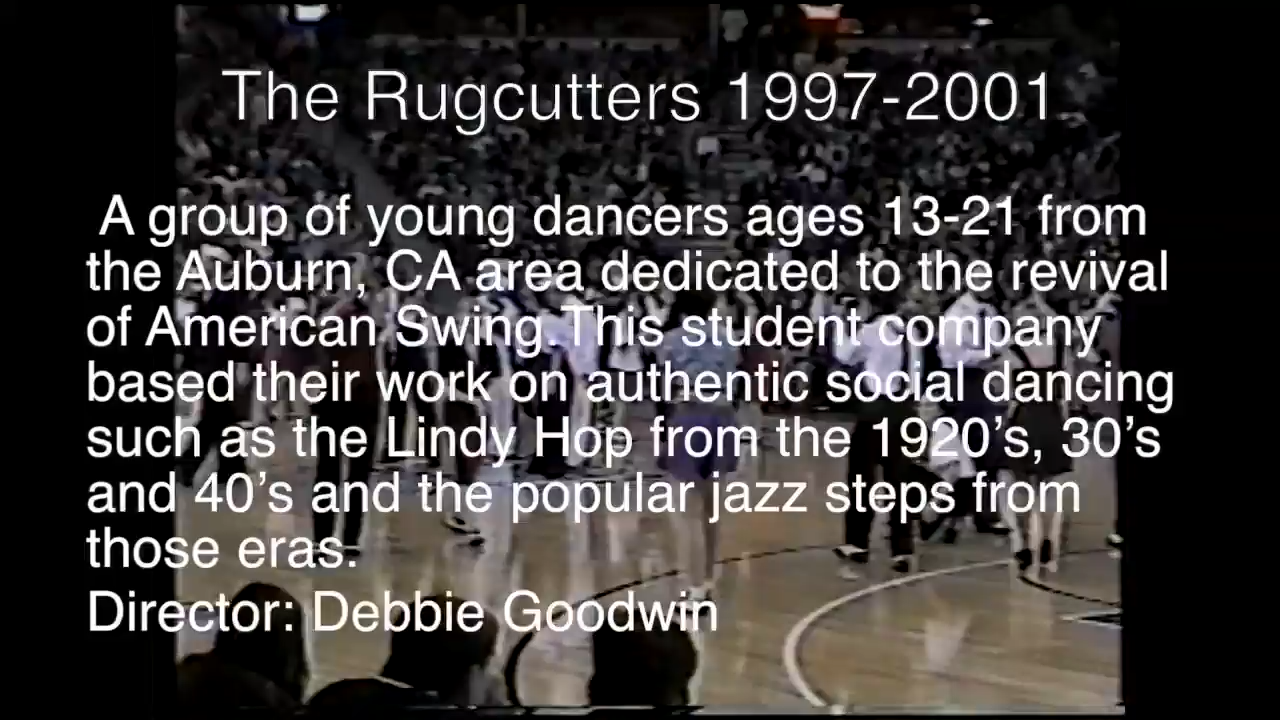 The Rugcutters 1997-2001
A group of young dancers ages 13-21 from
the Auburn, CA area dedicated to the revival
of American Swing.This student company
based their work on authentic social dancing
such as the Lindy Hop from the 1920’s, 30’s
and 40’s and the popular jazz steps from
those eras.
Director: Debbie Goodwin